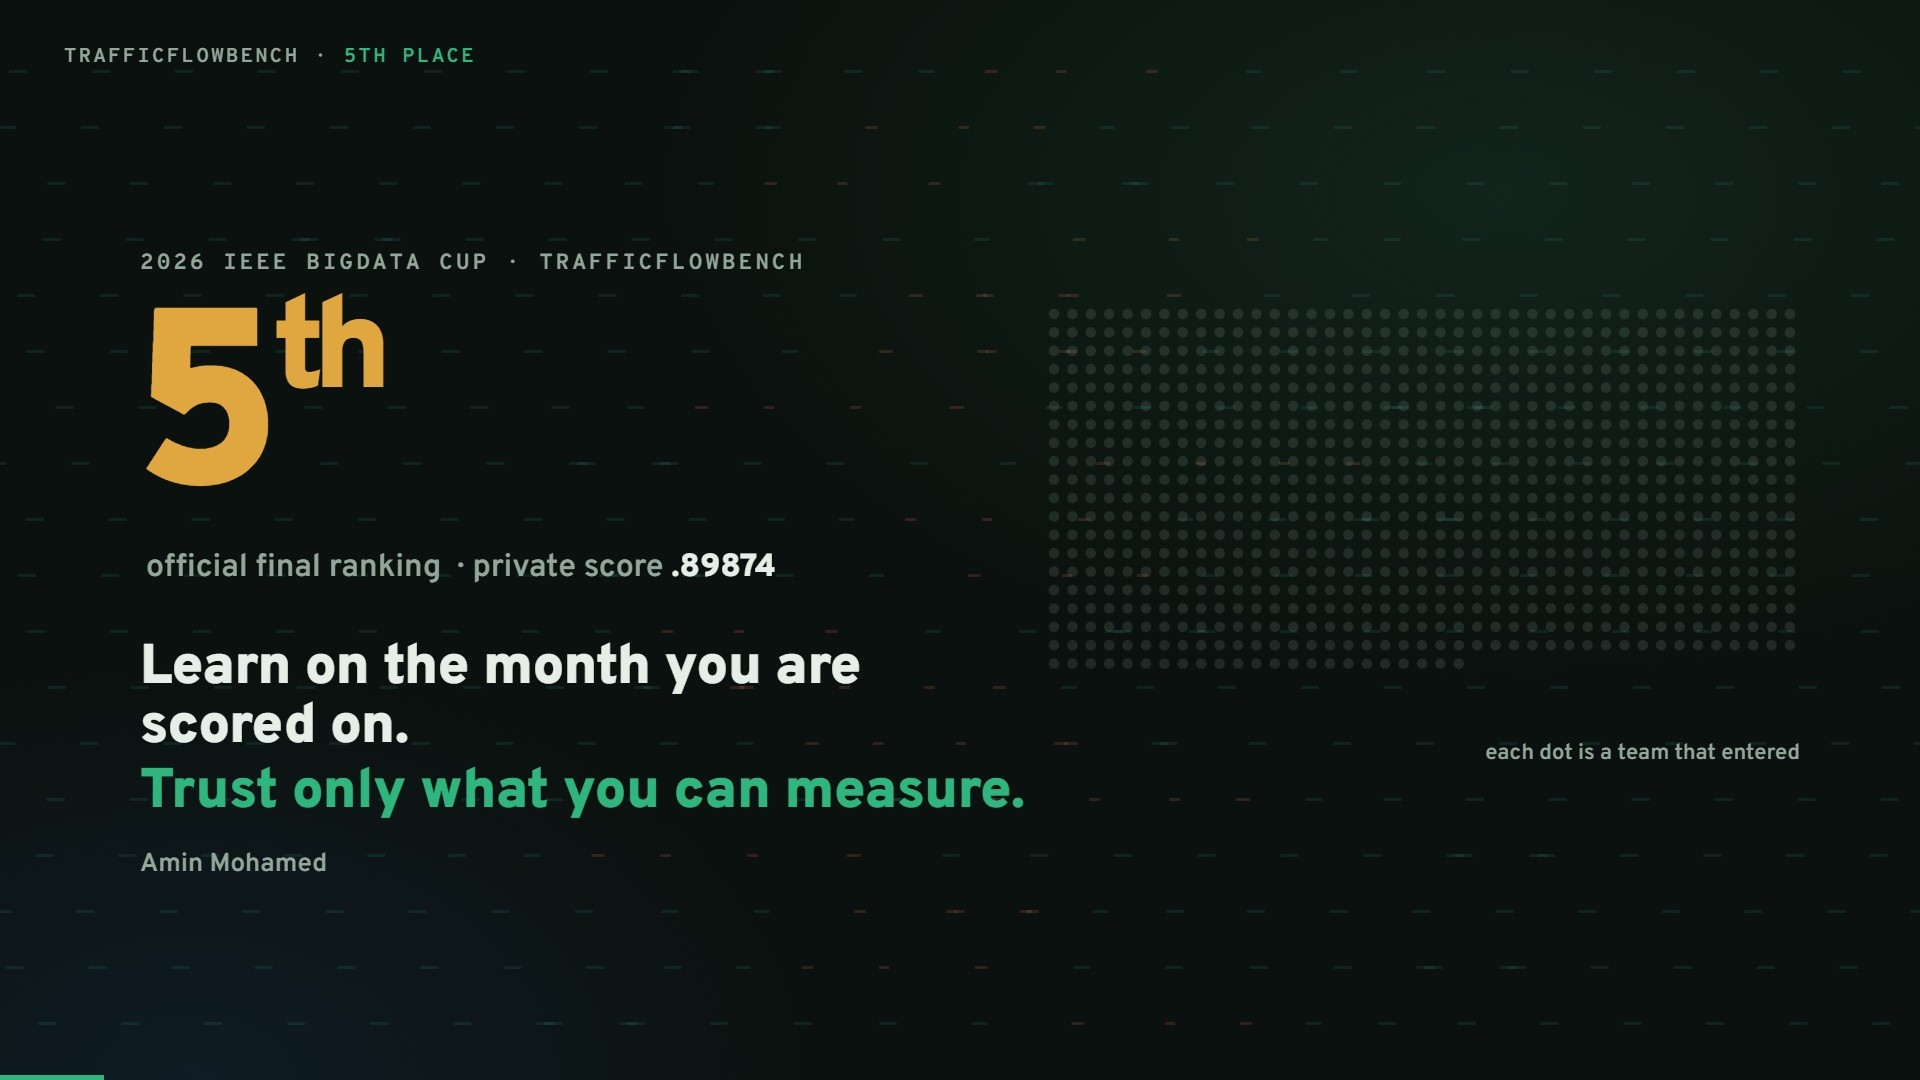 TRAFFICFLOWBENCH · 5TH PLACE
2026 IEEE BIGDATA CUP · TRAFFICFLOWBENCH
5th
official final ranking · private score .89874
Learn on the month you are
scored on.
Trust only what you can measure.
Amin Mohamed
each dot is a team that entered